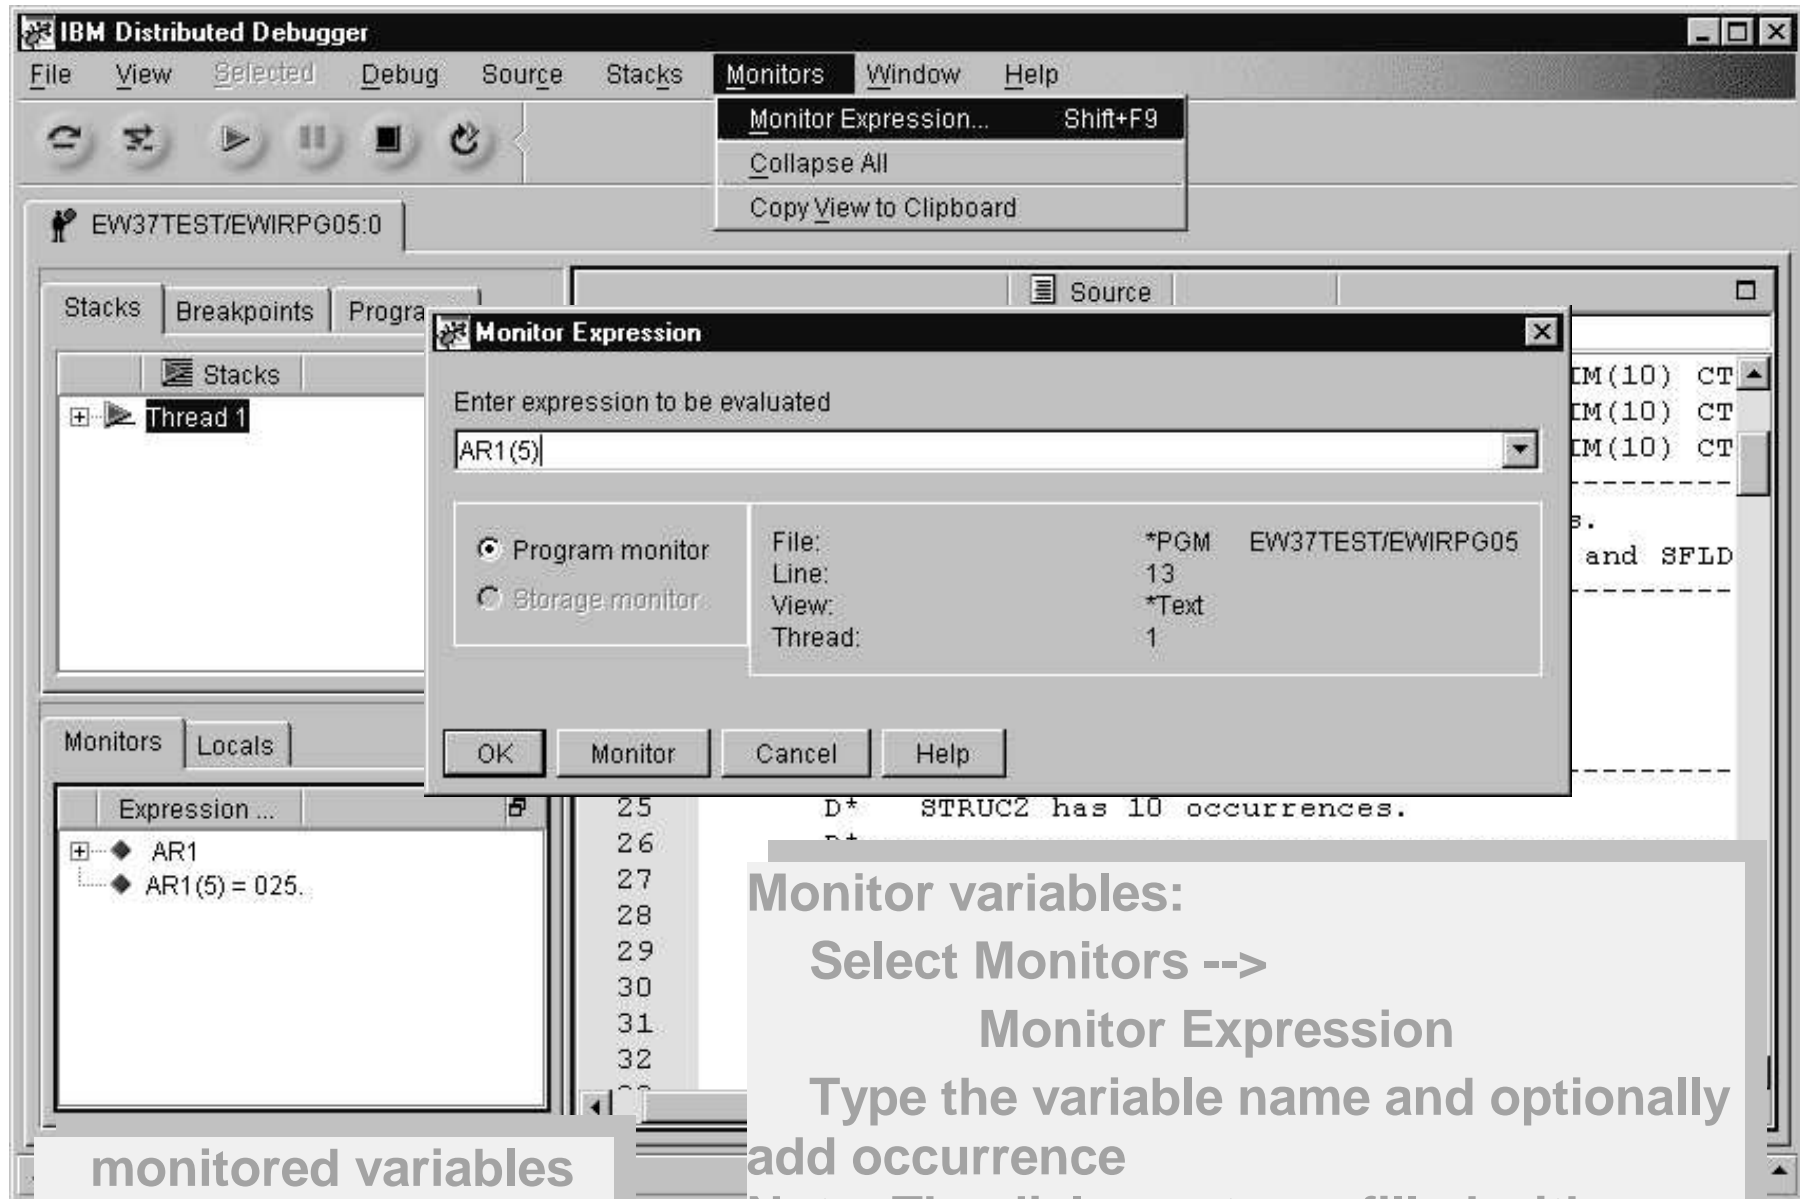 IBM Distributed Debugger
File View Selected Debug Source Stacks Monitors Window Help
Monitor Expression... Shift+F9
Collapse All
Copy View to Clipboard
EW37TEST/EWIRPG05:0
Stacks Breakpoints Progra
Source
Stacks
Thread 1
Monitor Expression
Enter expression to be evaluated
AR1(5)
Program monitor
Storage monitor
File: *PGM EW37TEST/EWIRPG05
Line: 13
View: *Text
Thread: 1
OK Monitor Cancel Help
IM(10) CT
IM(10) CT
IM(10) CT
s.
and SFLD
Monitors Locals
Expression ...
AR1
AR1(5) = 025.
25 D* STRUC2 has 10 occurrences.
26 D*
27
28
29
30
31
32
monitored variables
Monitor variables:
Select Monitors -->
Monitor Expression
Type the variable name and optionally
add occurrence